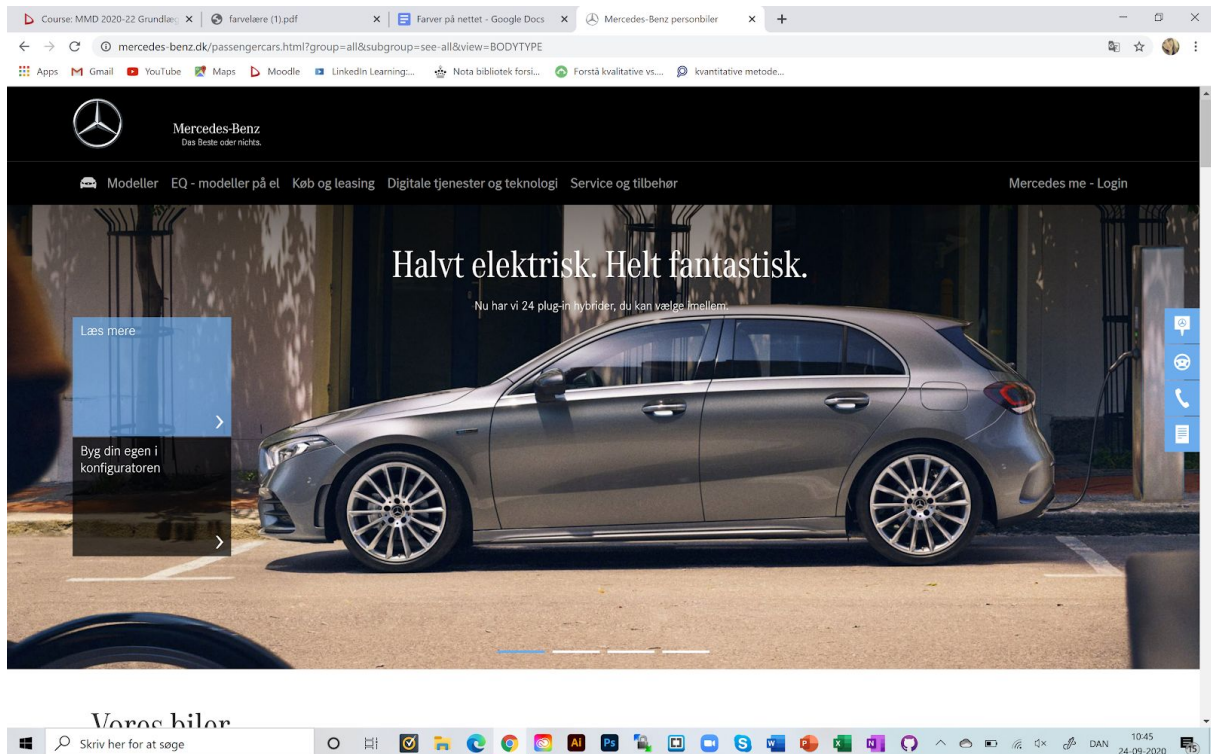 Course: MMD 2020-22 Grundlæg
farvelære (1).pdf
Farver på nettet - Google Docs
Mercedes-Benz personbiler
mercedes-benz.dk/passengercars.html?group=all&subgroup=see-all&view=BODYTYPE
Apps Gmail YouTube Maps Moodle LinkedIn Learning:... Nota bibliotek forsi... Forstå kvalitative vs.... kvantitative metode...
Mercedes-Benz
Das Beste oder nichts.
Modeller EQ - modeller på el Køb og leasing Digitale tjenester og teknologi Service og tilbehør Mercedes me - Login
Halvt elektrisk. Helt fantastisk.
Nu har vi 24 plug-in hybrider, du kan vælge imellem.
Læs mere
Byg din egen i
konfiguratoren
Vores biler
Skriv her for at søge
Ai Ps
DAN
10:45
24-09-2020
15